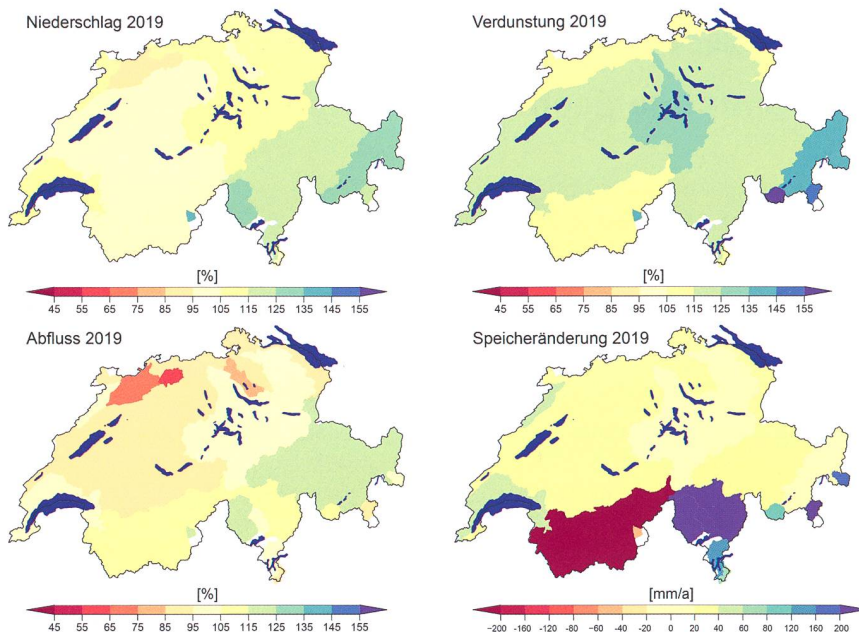 Niederschlag 2019
[%]
45 55 65 75 85 95 105 115 125 135 145 155
Verdunstung 2019
[%]
45 55 65 75 85 95 105 115 125 135 145 155
Abfluss 2019
[%]
45 55 65 75 85 95 105 115 125 135 145 155
Speicheränderung 2019
[mm/a]
−200 −160 −120 −80 −60 −40 −20 0 20 40 60 80 120 160 200